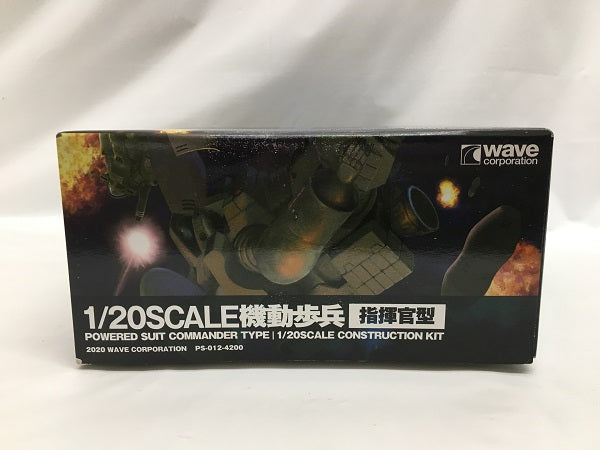 wave
corporation
1/20SCALE機動歩兵 指揮官型
POWERED SUIT COMMANDER TYPE | 1/20SCALE CONSTRUCTION KIT
2020 WAVE CORPORATION PS-012-4200